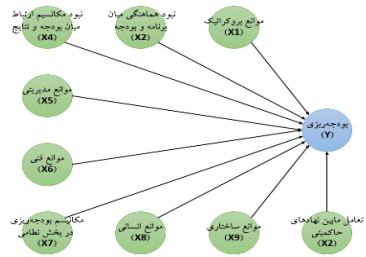 نبود مکانیسم ارتباط
میان بودجه و نتایج
(X4)
نبود هماهنگی میان
برنامه و بودجه
(X2)
موانع بروکراتیک
(X1)
موانع مدیریتی
(X5)
بودجه‌ریزی
(Y)
موانع فنی
(X6)
مکانیسم بودجه‌ریزی
در بخش نظامی
(X7)
موانع انسانی
(X8)
موانع ساختاری
(X9)
تعامل مابین نهادهای
حاکمیتی
(X2)